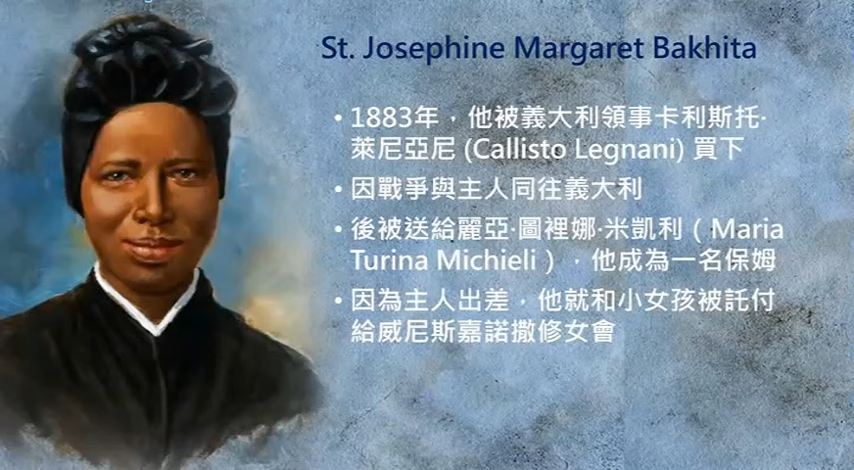 St. Josephine Margaret Bakhita
• 1883年，他被義大利領事卡利斯托·
萊尼亞尼 (Callisto Legnani) 買下
• 因戰爭與主人同往義大利
• 後被送給麗亞·圖裡娜·米凱利（Maria
Turina Michieli），他成為一名保姆
• 因為主人出差，他就和小女孩被託付
給威尼斯嘉諾撒修女會